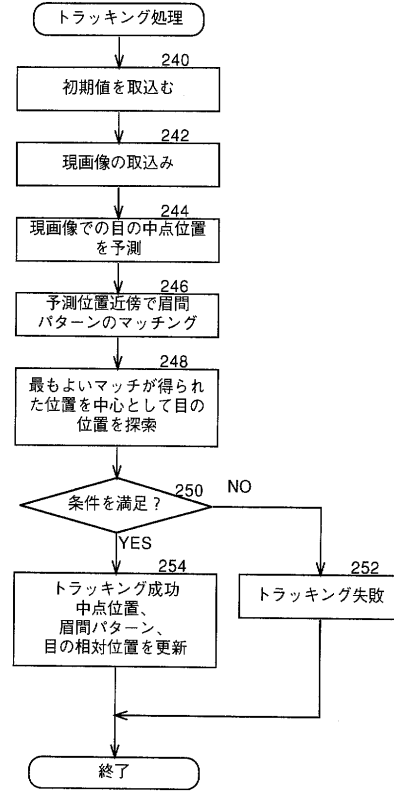 トラッキング処理
240
初期値を取込む
242
現画像の取込み
244
現画像での目の中点位置
を予測
246
予測位置近傍で眉間
パターンのマッチング
248
最もよいマッチが得られ
た位置を中心として目の
位置を探索
250
条件を満足？
NO
YES
252
トラッキング失敗
254
トラッキング成功
中点位置、
眉間パターン、
目の相対位置を更新
終了